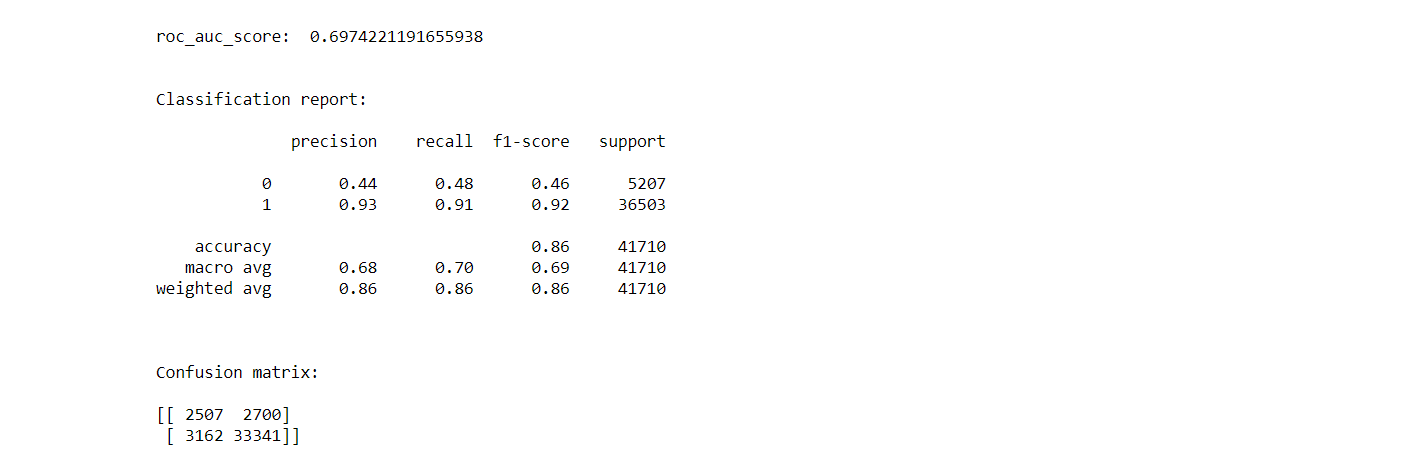 roc_auc_score:  0.6974221191655938
Classification report:
              precision    recall  f1-score   support
           0       0.44      0.48      0.46      5207
           1       0.93      0.91      0.92     36503
    accuracy                           0.86     41710
   macro avg       0.68      0.70      0.69     41710
weighted avg       0.86      0.86      0.86     41710
Confusion matrix:
[[ 2507  2700]
 [ 3162 33341]]